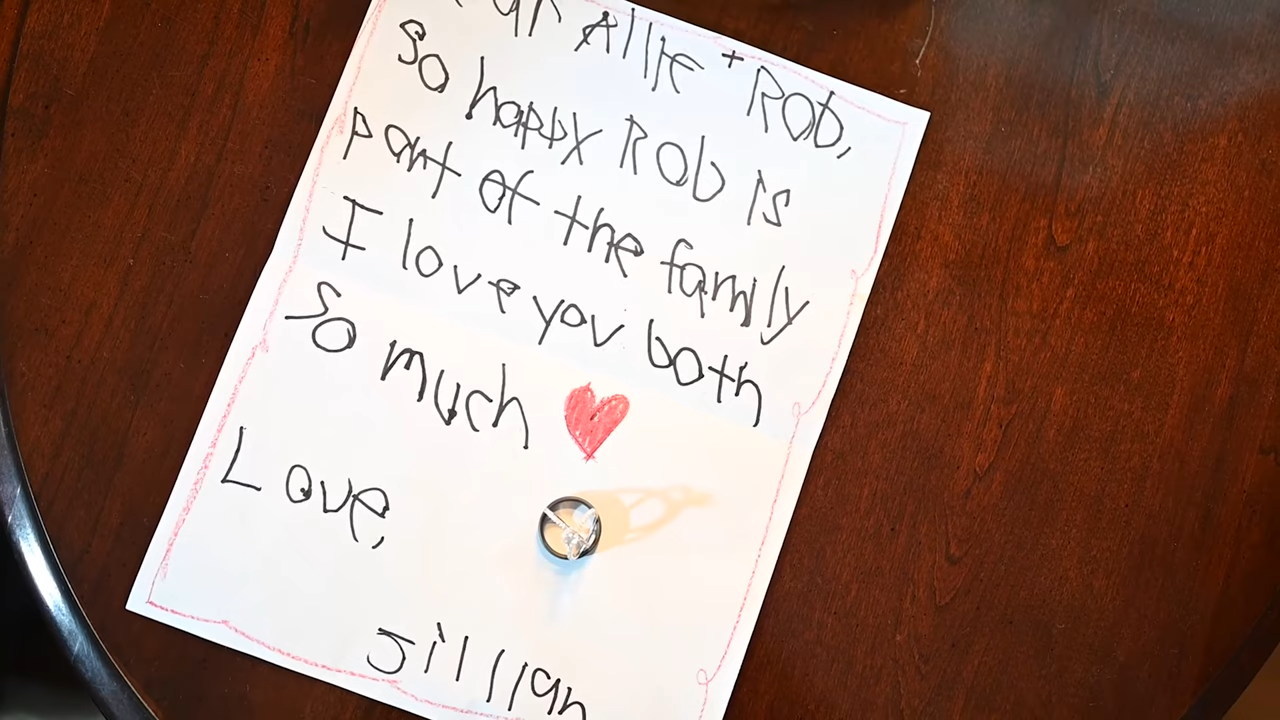 Allie + Rob,
So happy Rob is
part of the family
I love you both
so much
Love,
Jillian